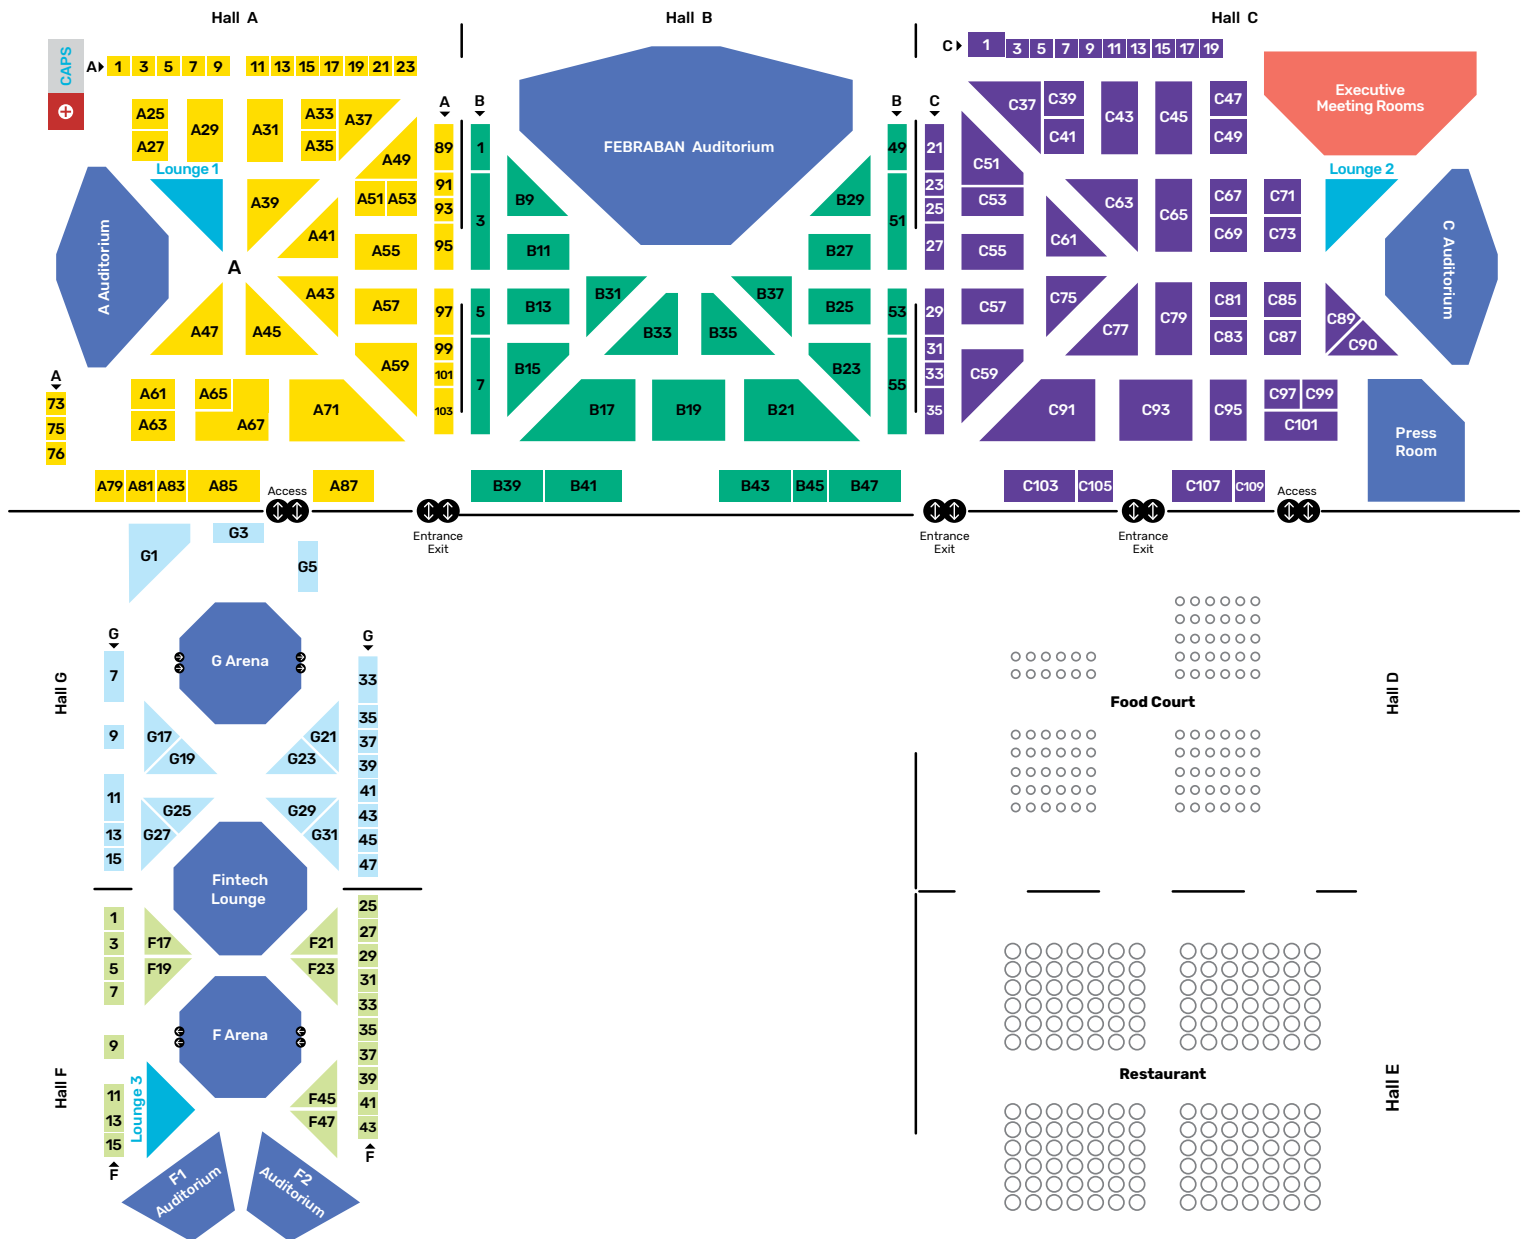 Hall A
Hall B
Hall C
CAPS
A
1 3 5 7 9 11 13 15 17 19 21 23
C
1 3 5 7 9 11 13 15 17 19
Executive
Meeting Rooms
A25
A27
A29
A31
A33
A35
A37
A49
A51
A53
Lounge 1
A39
A41
A55
A Auditorium
A
A43
A57
A47
A45
A59
A
73
75
76
A61
A63
A65
A67
A71
A79
A81
A83
A85
Access
A87
A
89
91
93
95
97
99
101
103
B
1
3
5
7
FEBRABAN Auditorium
B9
B11
B13
B15
B29
B27
B25
B23
B31
B33
B35
B37
B17
B19
B21
B39
B41
B43
B45
B47
B
49
51
53
55
C
21
23
25
27
29
31
33
35
C37
C39
C41
C43
C45
C47
C49
C51
C53
C55
C57
C59
C61
C63
C65
C67
C69
C71
C73
Lounge 2
C Auditorium
C75
C77
C79
C81
C83
C85
C87
C89
C90
C91
C93
C95
C97
C99
C101
Press
Room
C103
C105
C107
C109
Access
Entrance
Exit
Entrance
Exit
Entrance
Exit
G1
G3
G5
G Arena
Hall G
G
7
9
11
13
15
G
33
35
37
39
41
43
45
47
G17
G19
G21
G23
G25
G27
G29
G31
Fintech
Lounge
1
3
5
7
9
11
13
15
F
Hall F
F17
F19
F21
F23
F Arena
25
27
29
31
33
35
37
39
41
43
F
Lounge 3
F45
F47
F1
Auditorium
F2
Auditorium
Food Court
Hall D
Restaurant
Hall E